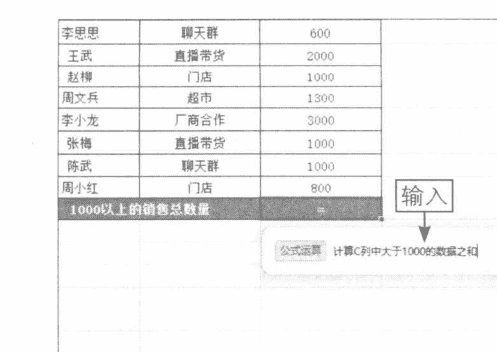 李思思 聊天群 600
王武 直播带货 2000
赵柳 门店 1000
周文兵 超市 1300
李小龙 厂商合作 3000
张梅 直播带货 1000
陈武 聊天群 1000
周小红 门店 800
1000以上的销售总数量 =
输入
公式运算 计算C列中大于1000的数据之和